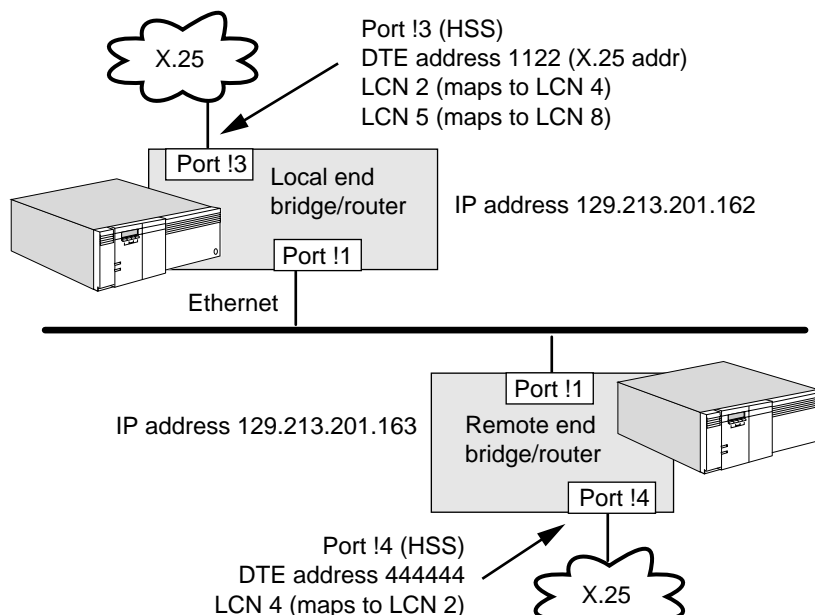 X.25
Port !3 (HSS)
DTE address 1122 (X.25 addr)
LCN 2 (maps to LCN 4)
LCN 5 (maps to LCN 8)
Port !3
Local end
bridge/router
IP address 129.213.201.162
Port !1
Ethernet
Port !1
IP address 129.213.201.163
Remote end
bridge/router
Port !4
Port !4 (HSS)
DTE address 444444
LCN 4 (maps to LCN 2)
X.25